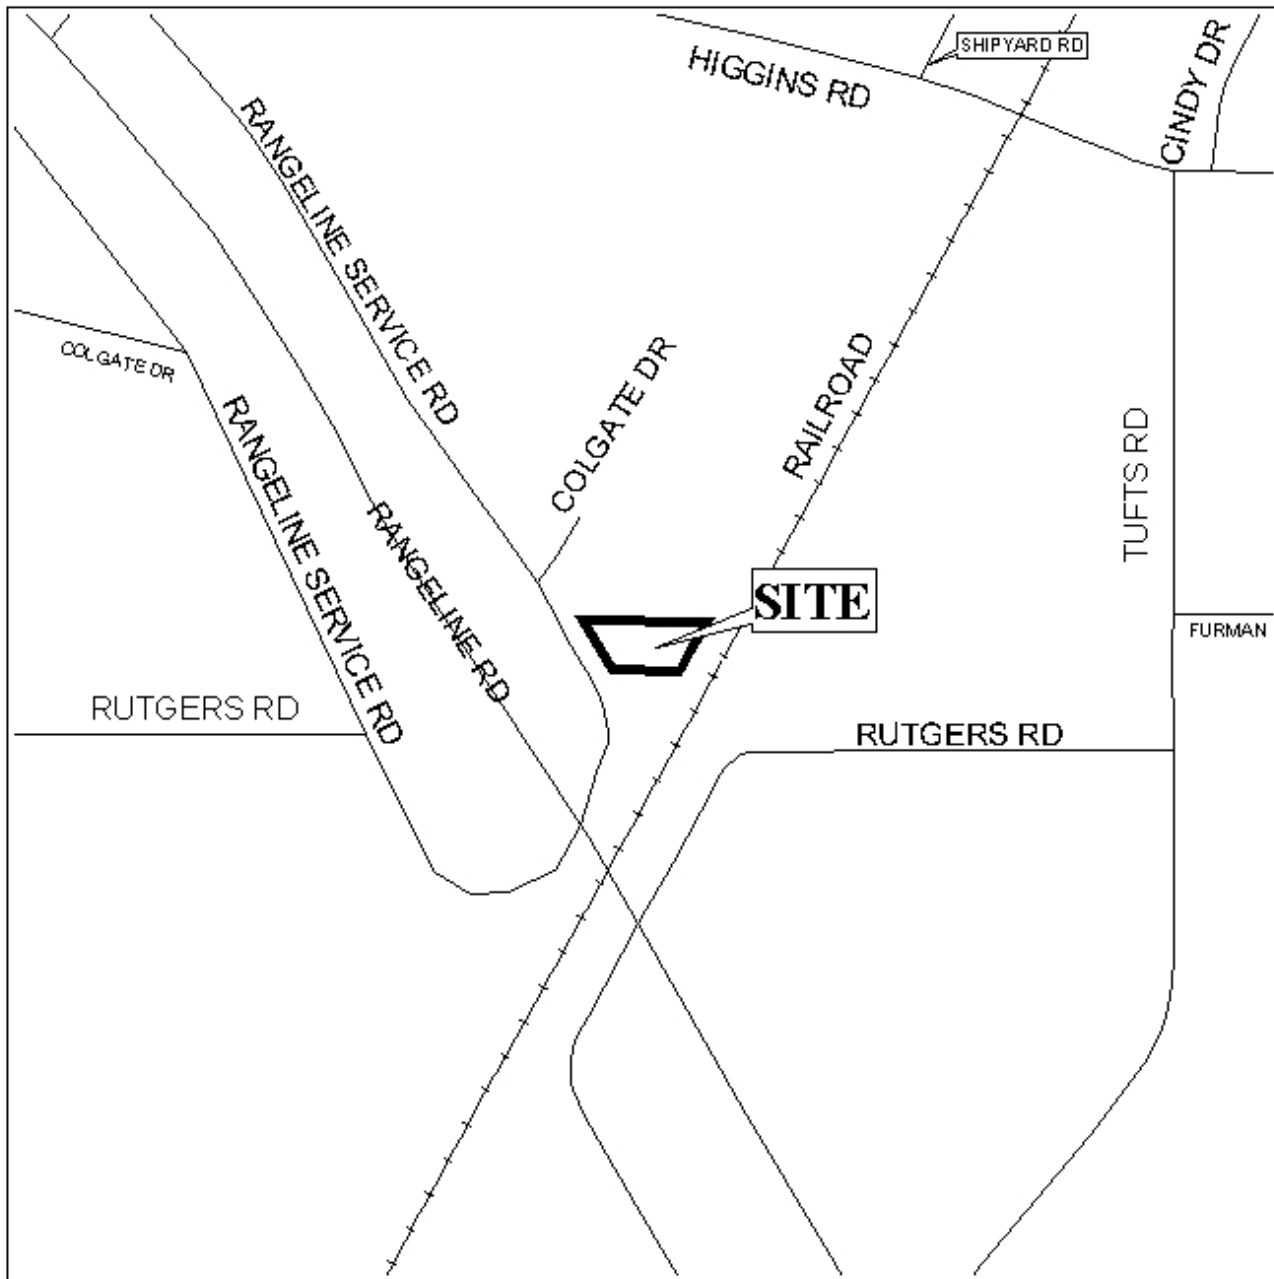 SHIPYARD RD
HIGGINS RD
CINDY DR
RANGELINE SERVICE RD
COLGATE DR
COLGATE DR
RAILROAD
RANGELINE SERVICE RD
TUFTS RD
RANGELINE RD
SITE
FURMAN
RUTGERS RD
RUTGERS RD